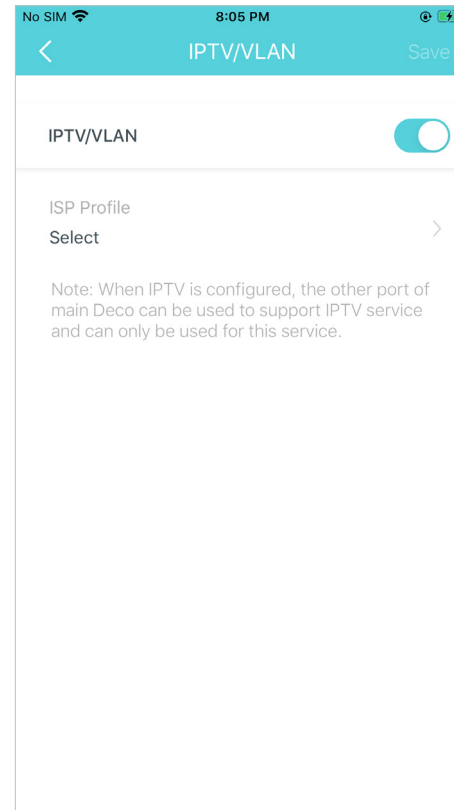 No SIM 8:05 PM
IPTV/VLAN Save
IPTV/VLAN
ISP Profile
Select
Note: When IPTV is configured, the other port of
main Deco can be used to support IPTV service
and can only be used for this service.